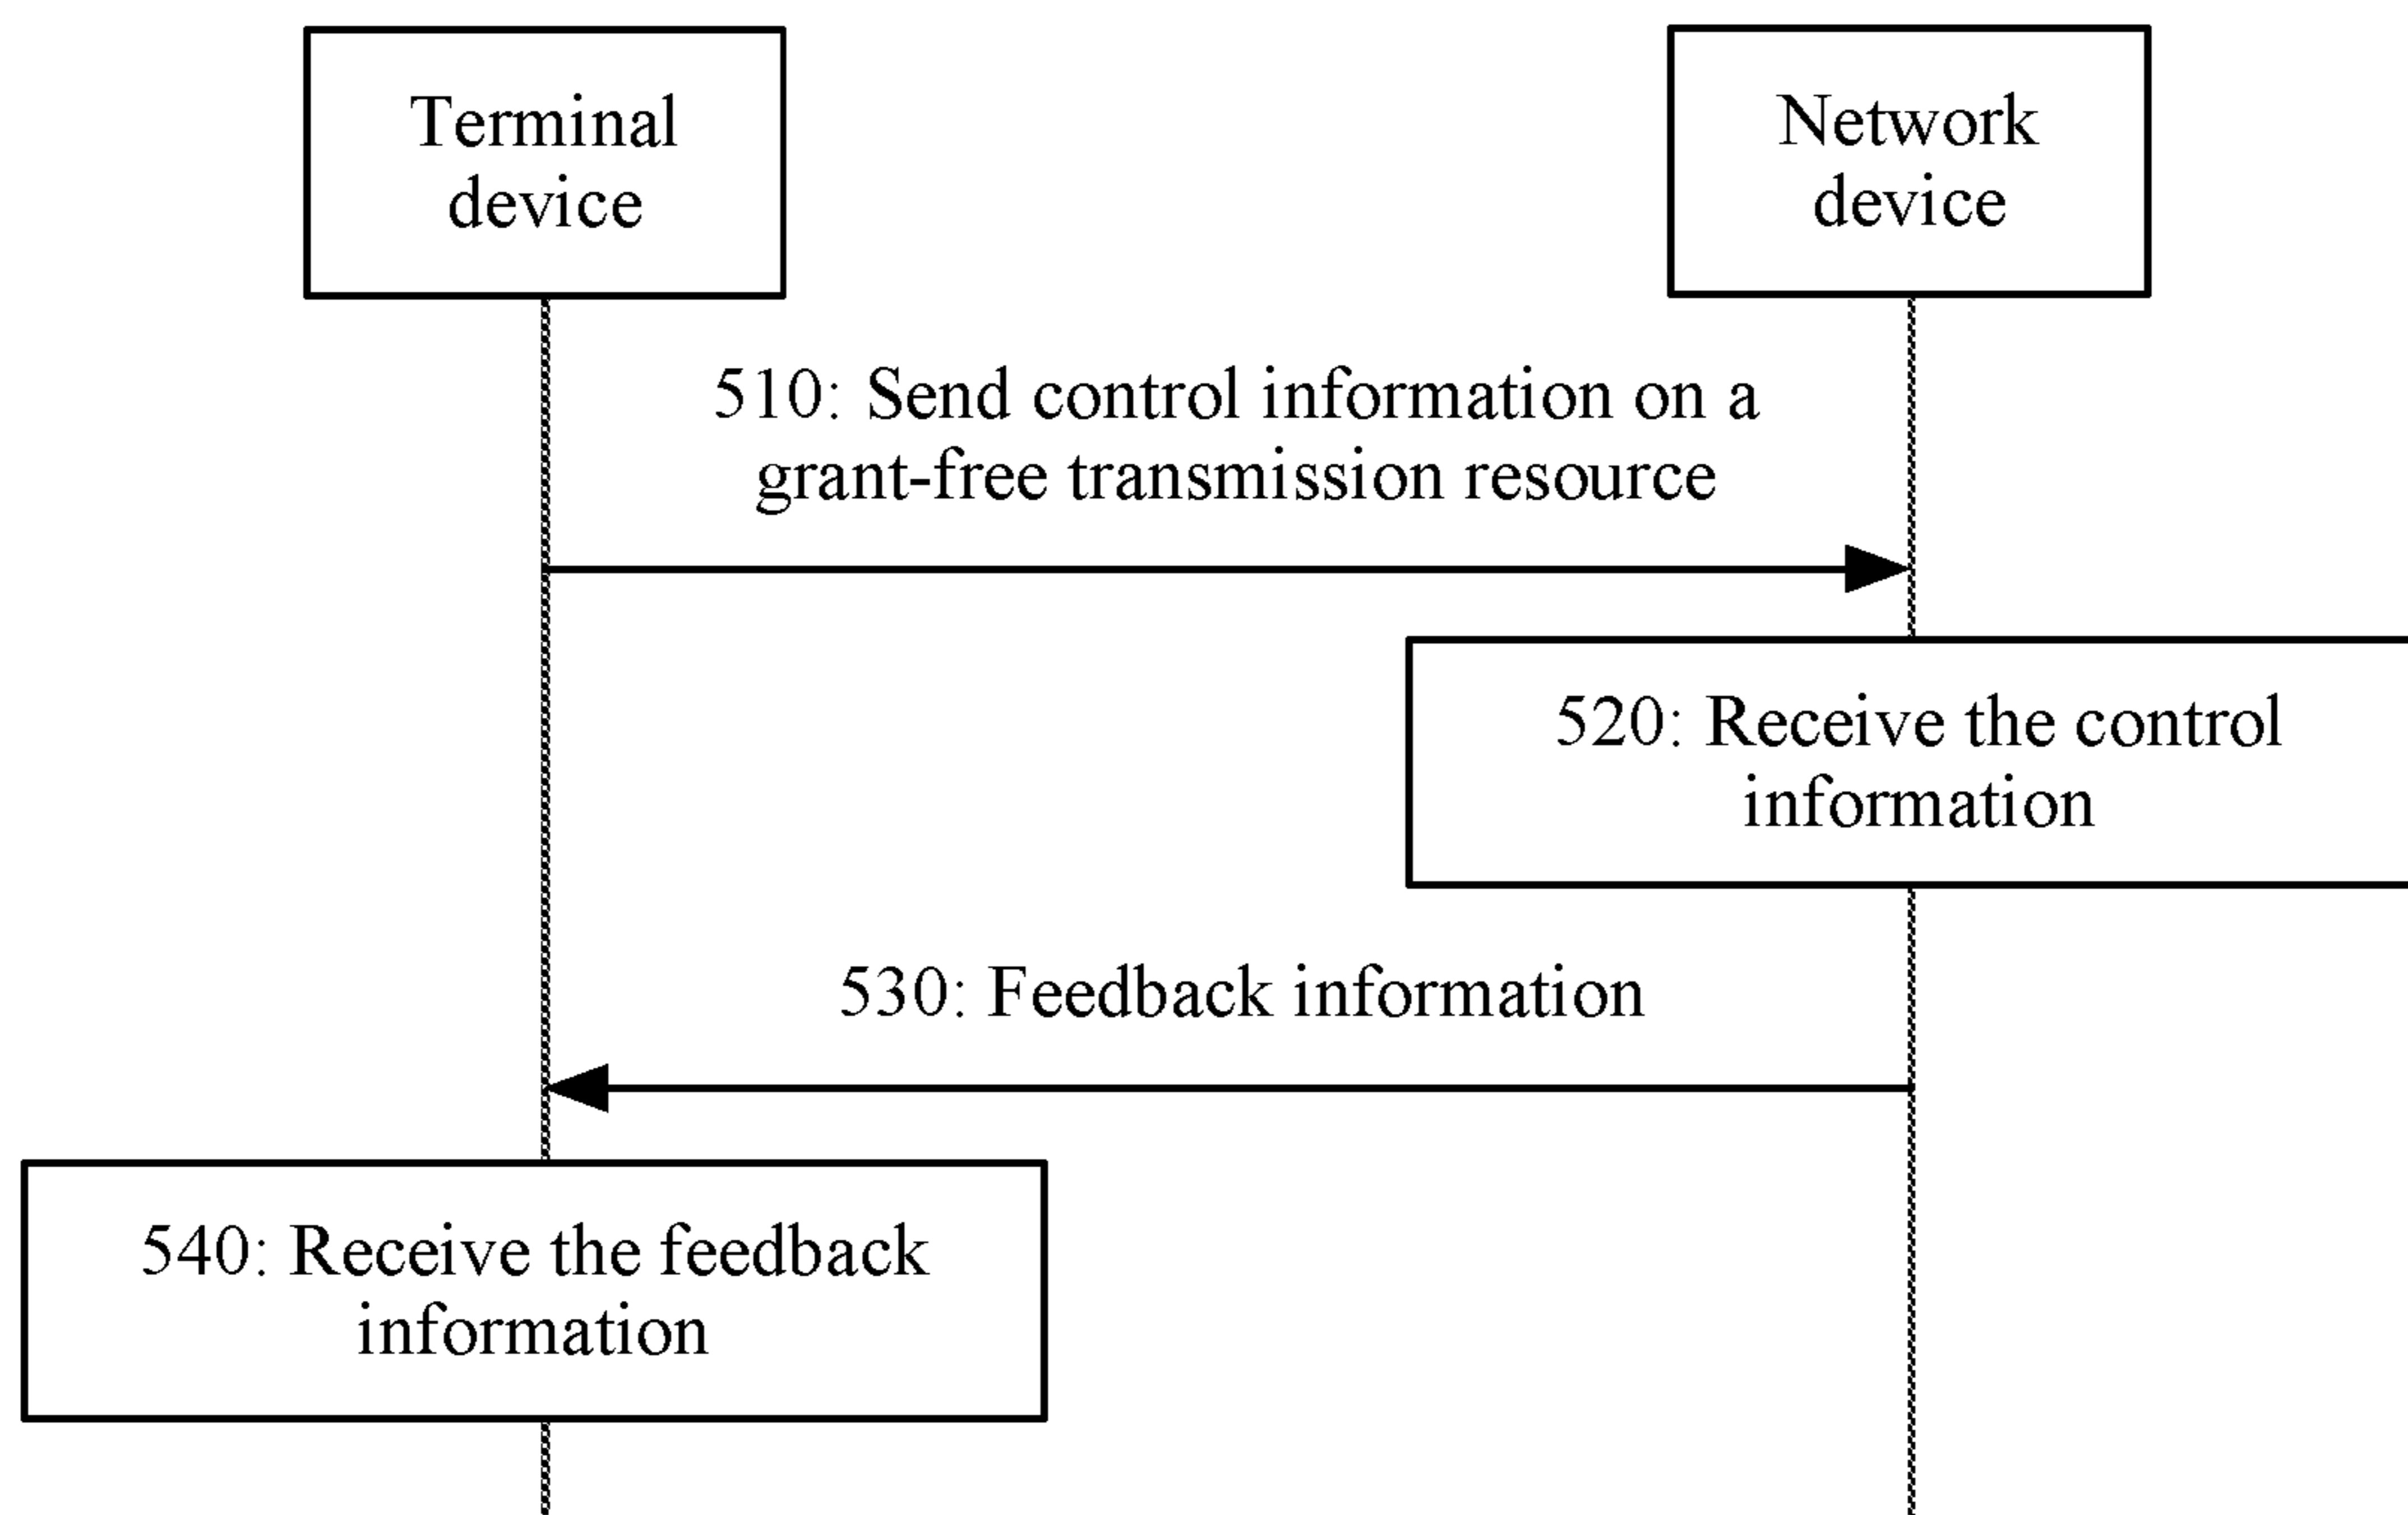 Terminal
device
Network
device
510: Send control information on a
grant-free transmission resource
520: Receive the control
information
530: Feedback information
540: Receive the feedback
information